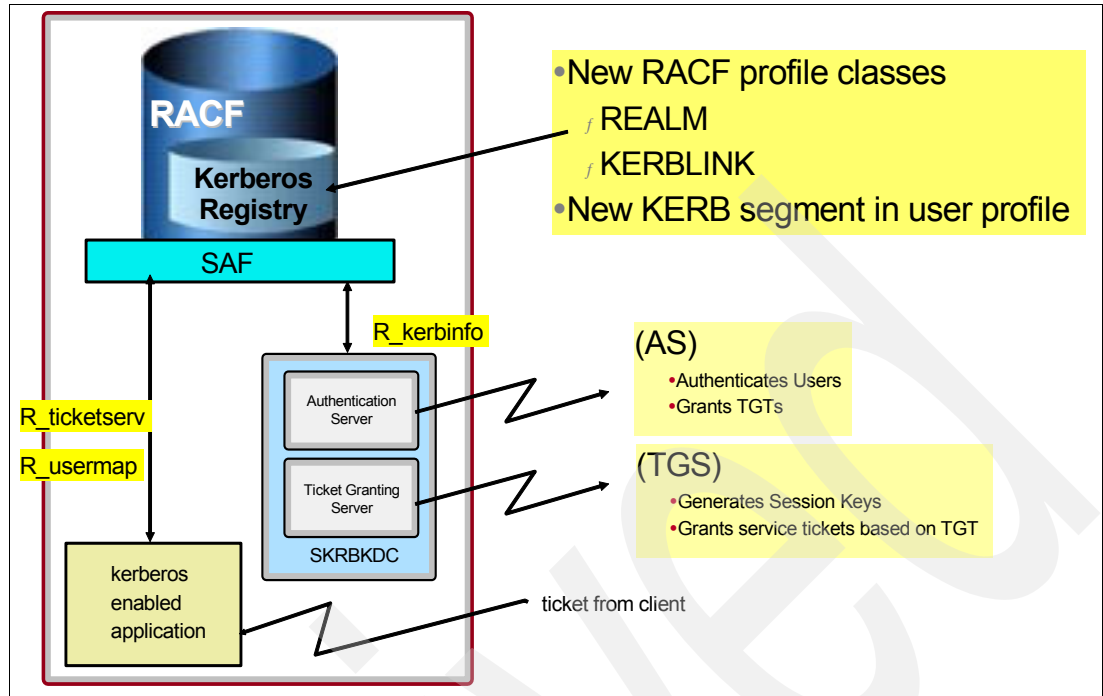 RACF
Kerberos
Registry
SAF
•New RACF profile classes
ƒ REALM
ƒ KERBLINK
•New KERB segment in user profile
R_kerbinfo
R_ticketserv
R_usermap
Authentication
Server
Ticket Granting
Server
SKRBKDC
(AS)
•Authenticates Users
•Grants TGTs
(TGS)
•Generates Session Keys
•Grants service tickets based on TGT
kerberos
enabled
application
ticket from client